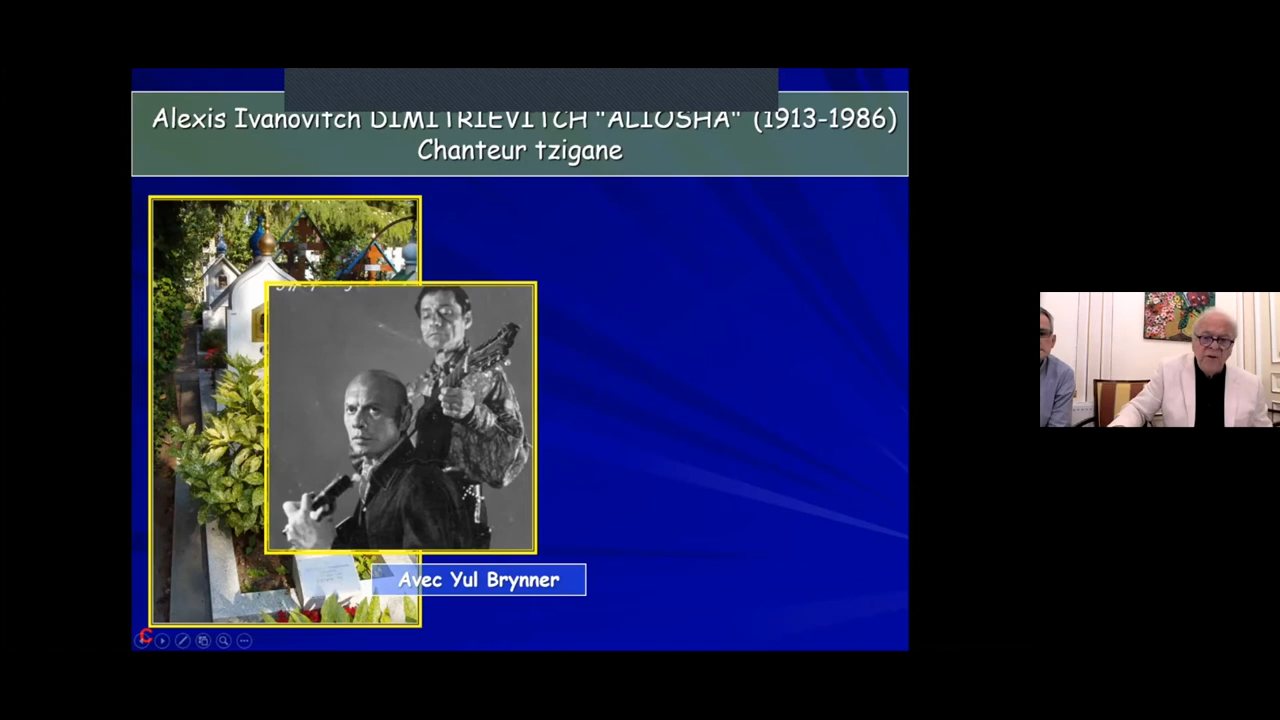 Alexis Ivanovitch DIMITRIEVITCH "ALIOSHA" (1913-1986)
Chanteur tzigane
Avec Yul Brynner
C